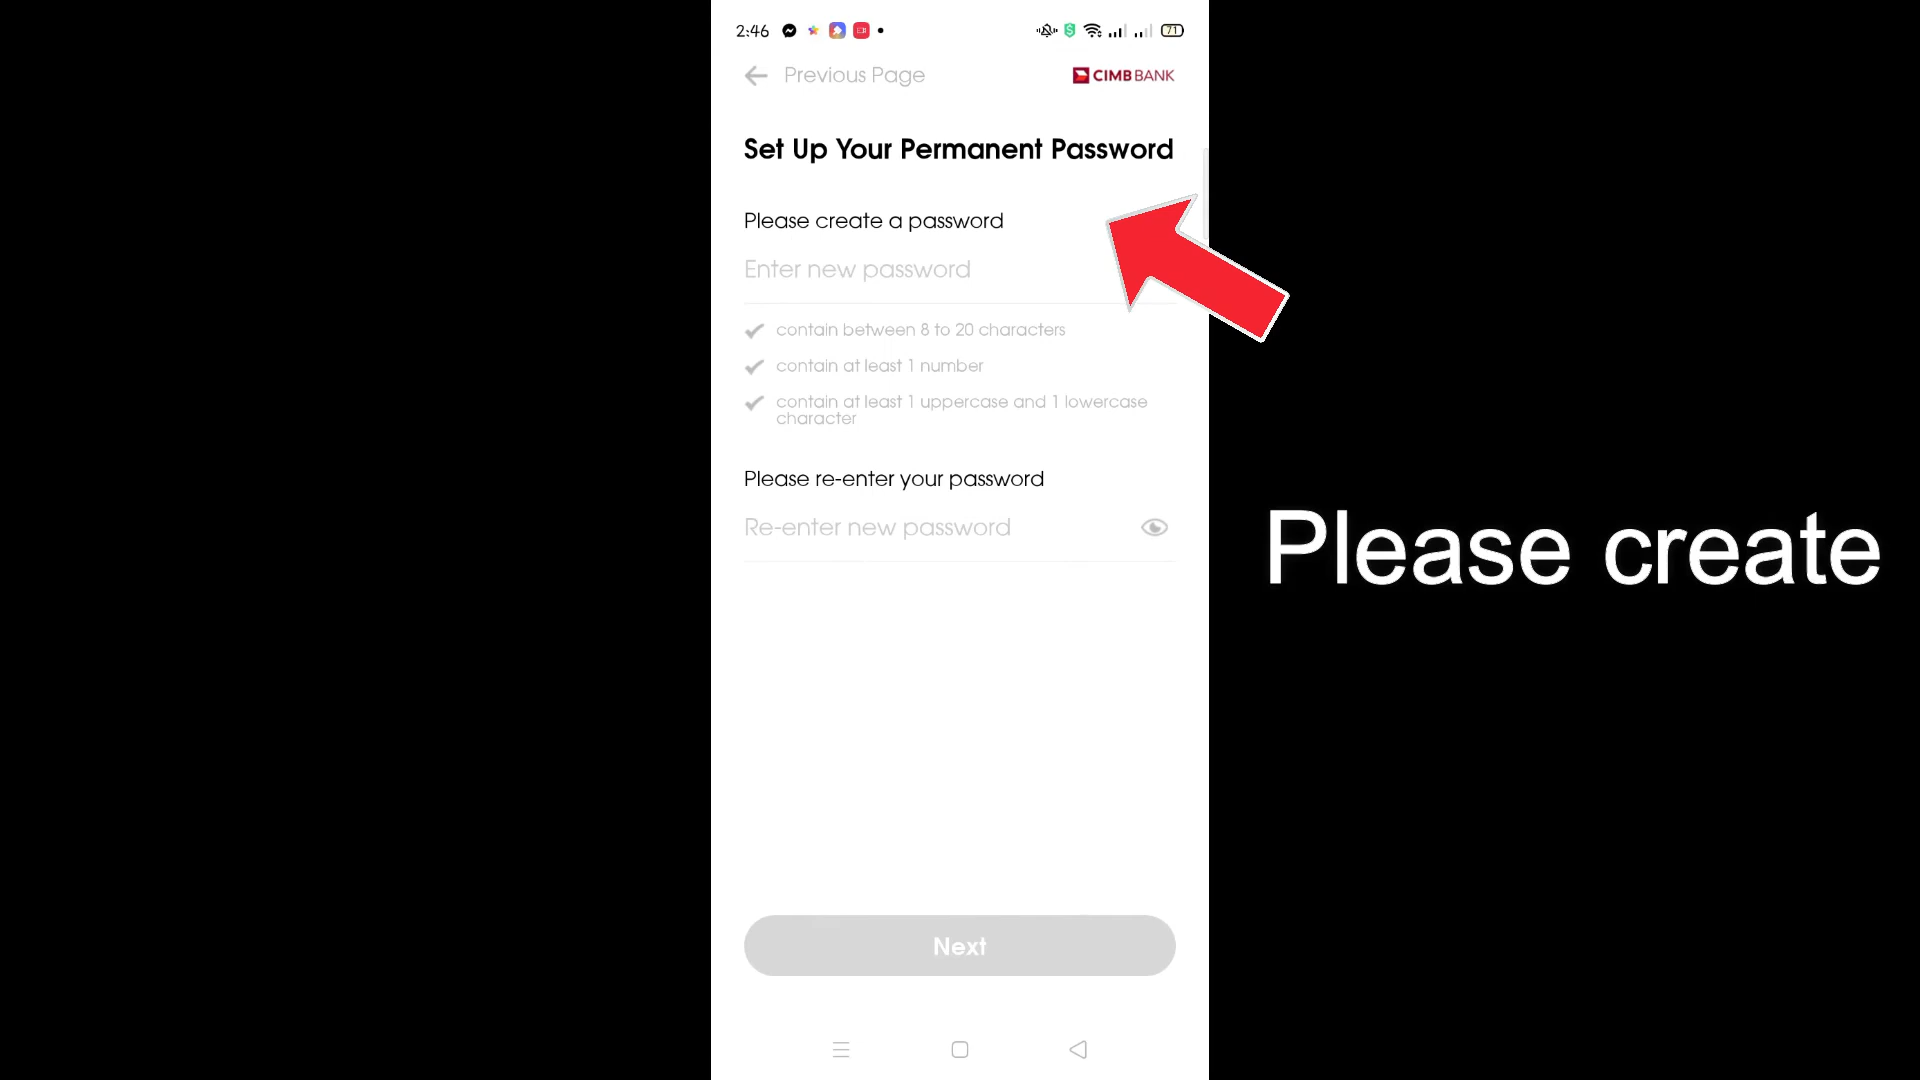 2:46
71
Previous Page
CIMB BANK
Set Up Your Permanent Password
Please create a password
Enter new password
contain between 8 to 20 characters
contain at least 1 number
contain at least 1 uppercase and 1 lowercase
character
Please re-enter your password
Re-enter new password
Please create
Next